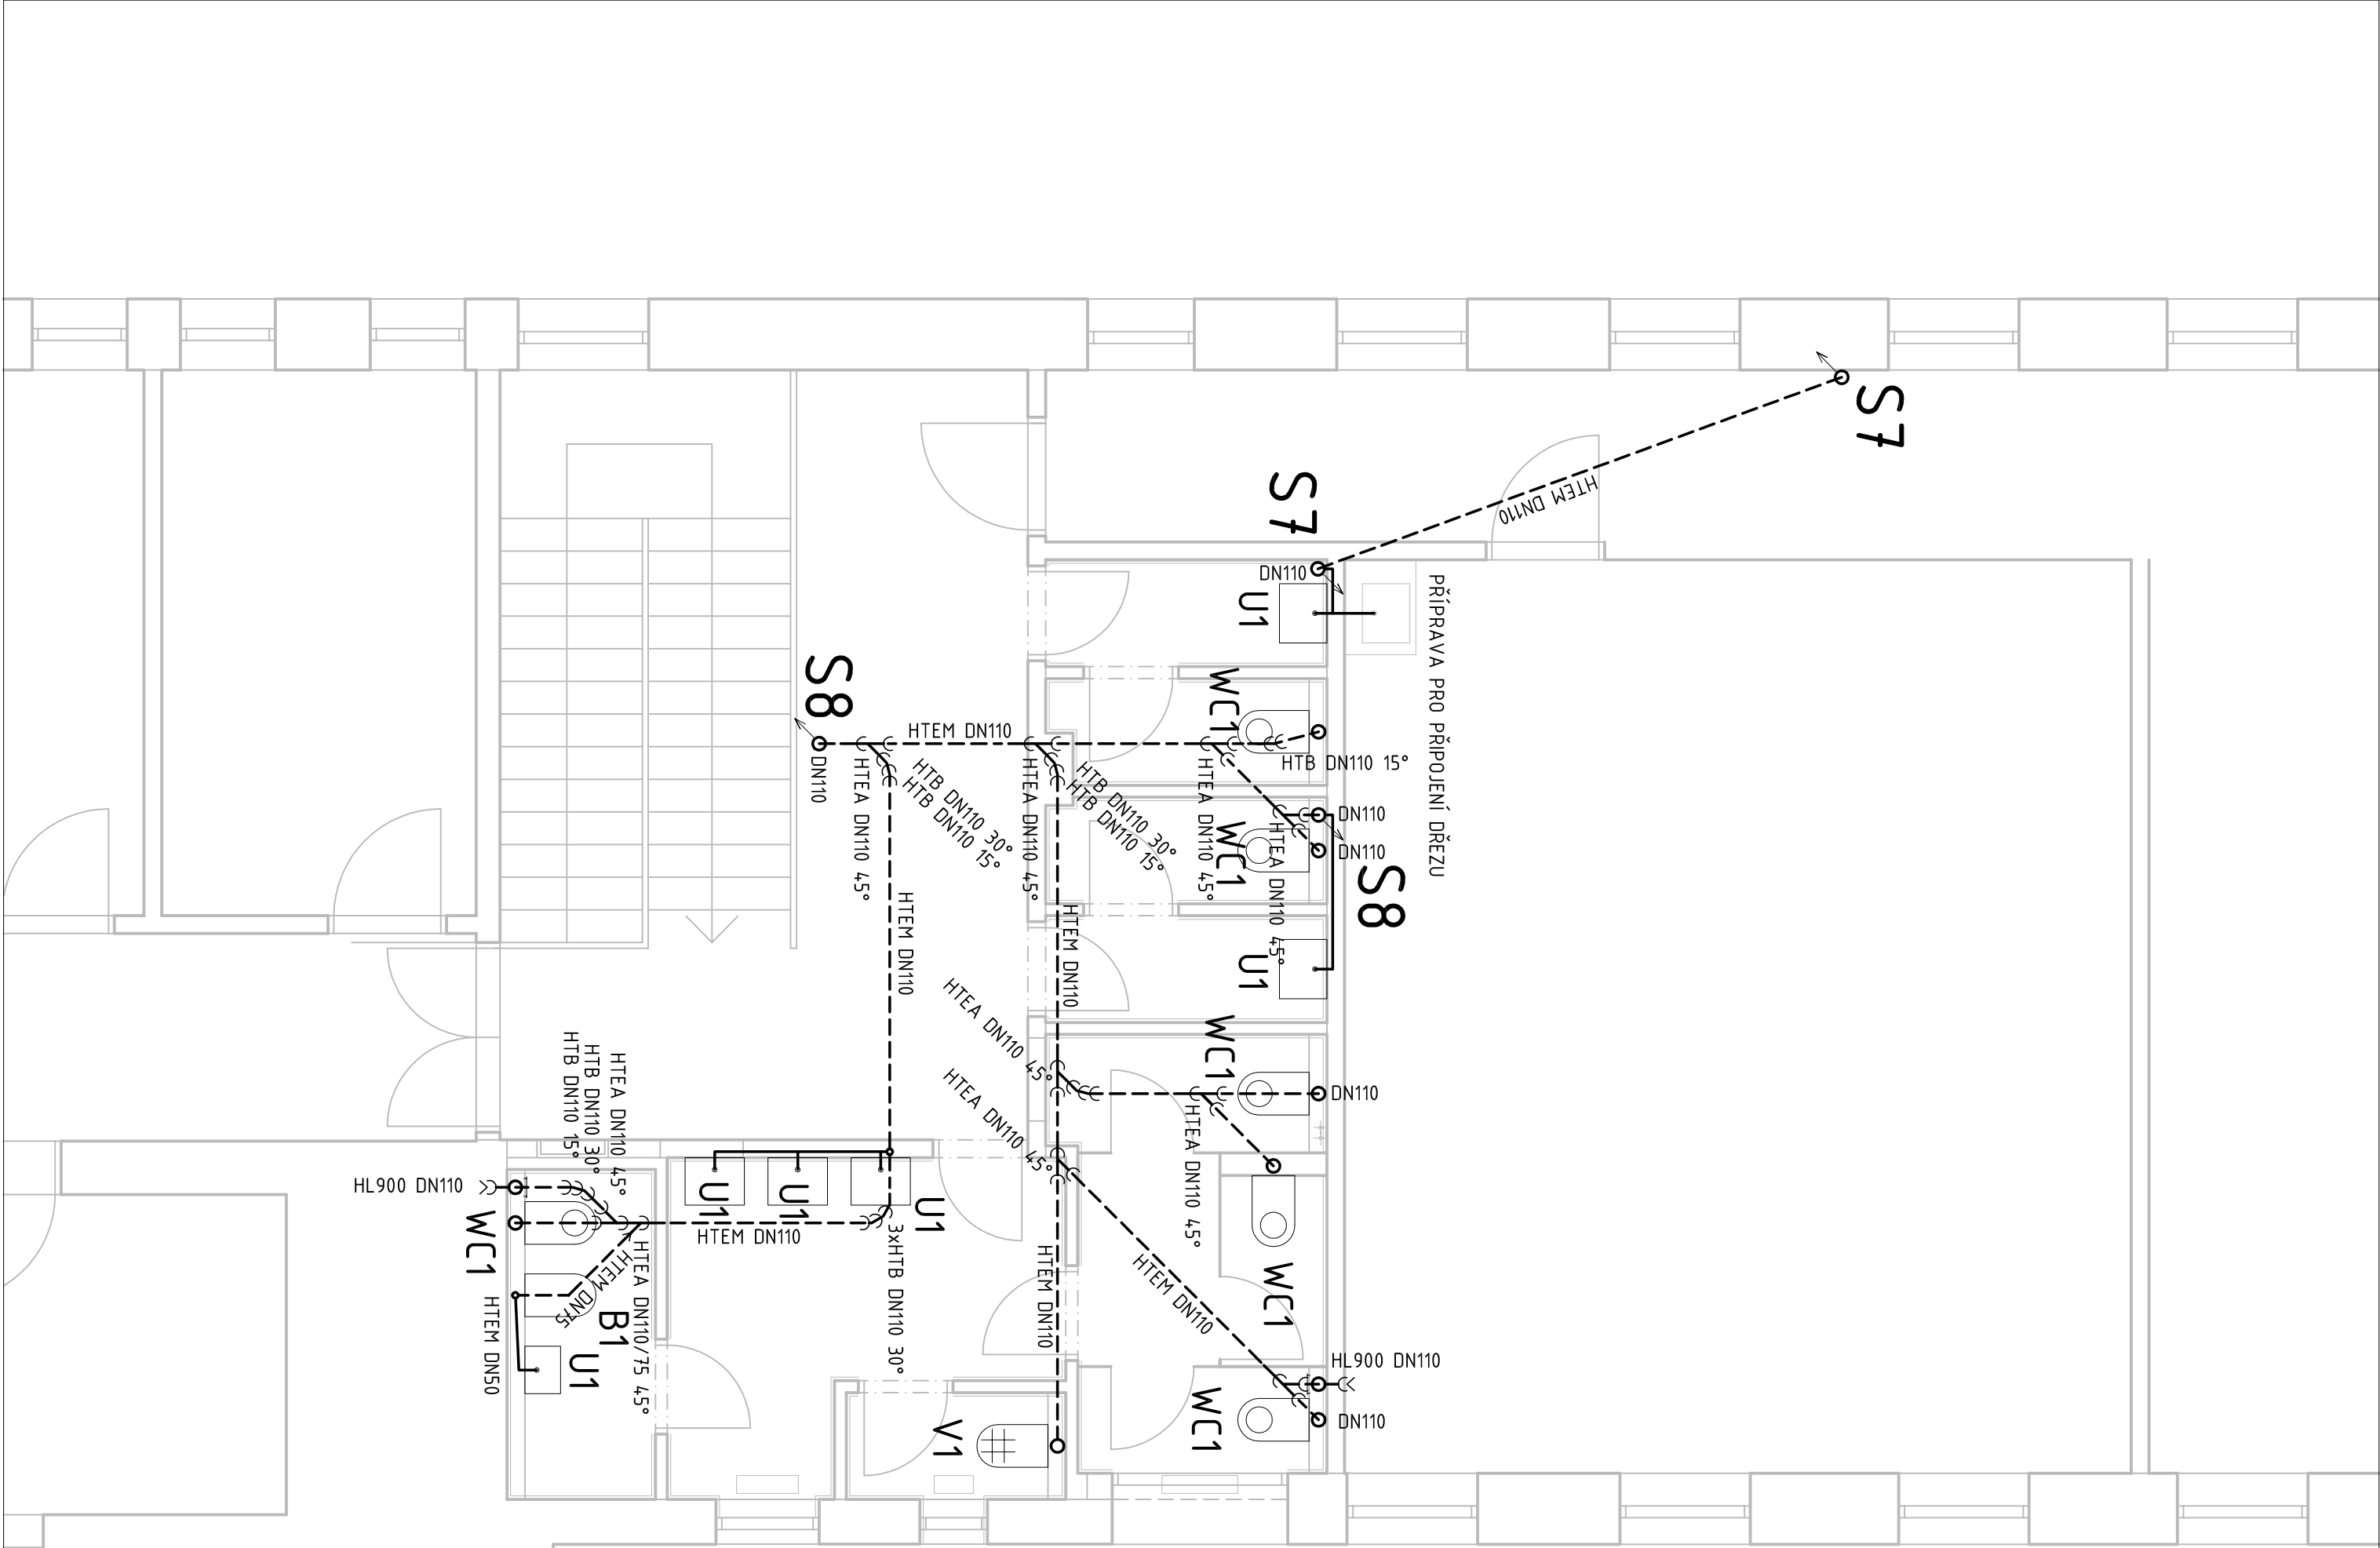 S7
HTEM DN110
S7
DN110
U1
PŘÍPRAVA PRO PŘIPOJENÍ DŘEZU
S8
DN110
HTEM DN110
WC1
HTB DN110 15°
HTEA DN110 45°
HTB DN110 30°
HTB DN110 15°
HTEA DN110 45°
HTB DN110 30°
HTB DN110 15°
HTEA DN110 45°
DN110
WC1
HTEA DN110 45°
DN110
S8
HTEM DN110
HTEM DN110
U1
HTEA DN110 45°
WC1
DN110
HTEA DN110 45°
HTEA DN110 45°
HTB DN110 15°
HTB DN110 30°
HTEA DN110 45°
HL900 DN110
WC1
U1
U1
U1
HTEM DN110
3xHTB DN110 30°
HTEM DN75
HTEA DN110/75 45°
HTEM DN50
B1
U1
HTEM DN110
HTEM DN110
WC1
HL900 DN110
WC1
DN110
V1